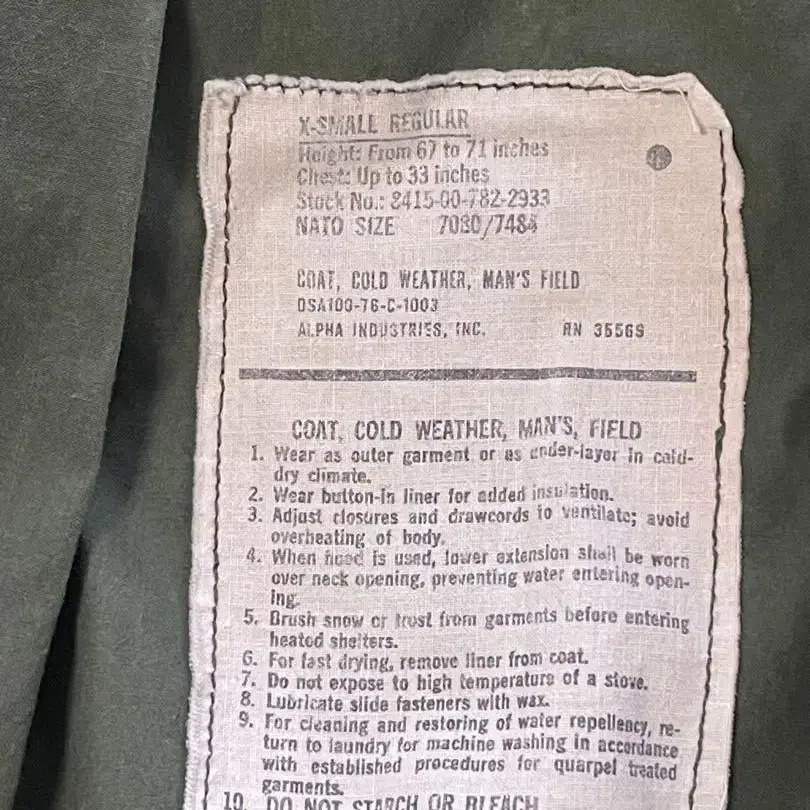 X-SMALL REGULAR
Height: From 67 to 71 inches
Chest: Up to 33 inches
Stock No.: 8415-00-782-2933
NATO SIZE 7080/7484
COAT, COLD WEATHER, MAN'S FIELD
DSA100-76-C-1003
ALPHA INDUSTRIES, INC. RN 35569
COAT, COLD WEATHER, MAN'S, FIELD
1. Wear as outer garment or as under-layer in cold-
dry climate.
2. Wear button-in liner for added insulation.
3. Adjust closures and drawcords to ventilate; avoid
overheating of body.
4. When hood is used, lower extension shall be worn
over neck opening, preventing water entering open-
ing.
5. Brush snow or frost from garments before entering
heated shelters.
6. For fast drying, remove liner from coat.
7. Do not expose to high temperature of a stove.
8. Lubricate slide fasteners with wax.
9. For cleaning and restoring of water repellency, re-
turn to laundry for machine washing in accordance
with established procedures for quarpel treated
garments.
10. DO NOT STARCH OR BLEACH